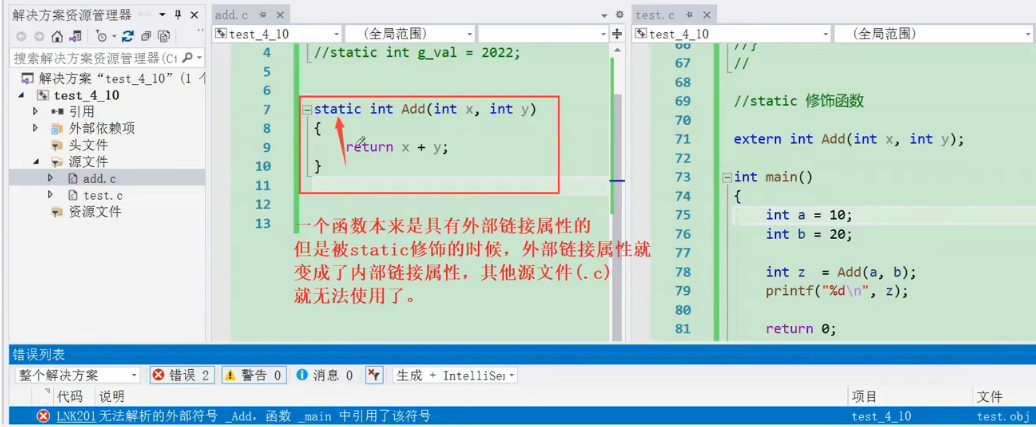 解决方案资源管理器
搜索解决方案资源管理器(Ct
解决方案“test_4_10”(1 个
test_4_10
引用
外部依赖项
头文件
源文件
add.c
test.c
资源文件
add.c
test_4_10
(全局范围)
4 //static int g_val = 2022;
5
6
7 static int Add(int x, int y)
8 {
9 return x + y;
10 }
11
12
13
一个函数本来是具有外部链接属性的
但是被static修饰的时候，外部链接属性就
变成了内部链接属性，其他源文件(.c)
就无法使用了。
test.c
test_4_10
(全局范围)
66 //}
67 //
68
69 //static 修饰函数
70
71 extern int Add(int x, int y);
72
73 int main()
74 {
75 int a = 10;
76 int b = 20;
77
78 int z = Add(a, b);
79 printf("%d\n", z);
80
81 return 0;
错误列表
整个解决方案 错误 2 警告 0 消息 0 生成 + IntelliSe
代码 说明 项目 文件
LNK201 无法解析的外部符号 _Add，函数 _main 中引用了该符号 test_4_10 test.obj